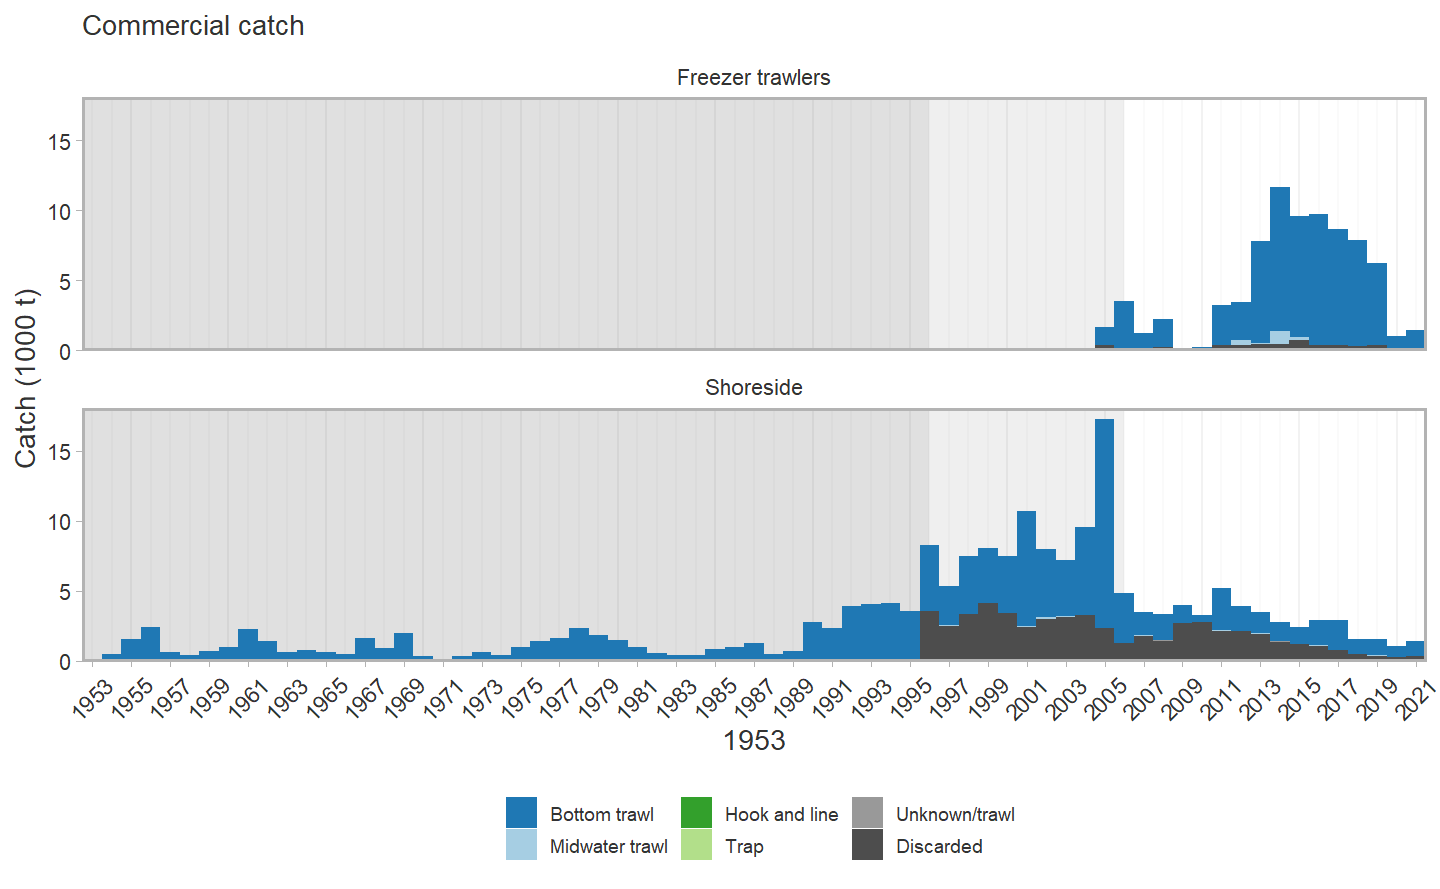 Commercial catch
Freezer trawlers
15
10
5
0
Shoreside
15
10
5
0
Catch (1000 t)
1953 1955 1957 1959 1961 1963 1965 1967 1969 1971 1973 1975 1977 1979 1981 1983 1985 1987 1989 1991 1993 1995 1997 1999 2001 2003 2005 2007 2009 2011 2013 2015 2017 2019 2021
1953
Bottom trawl Hook and line Unknown/trawl
Midwater trawl Trap Discarded